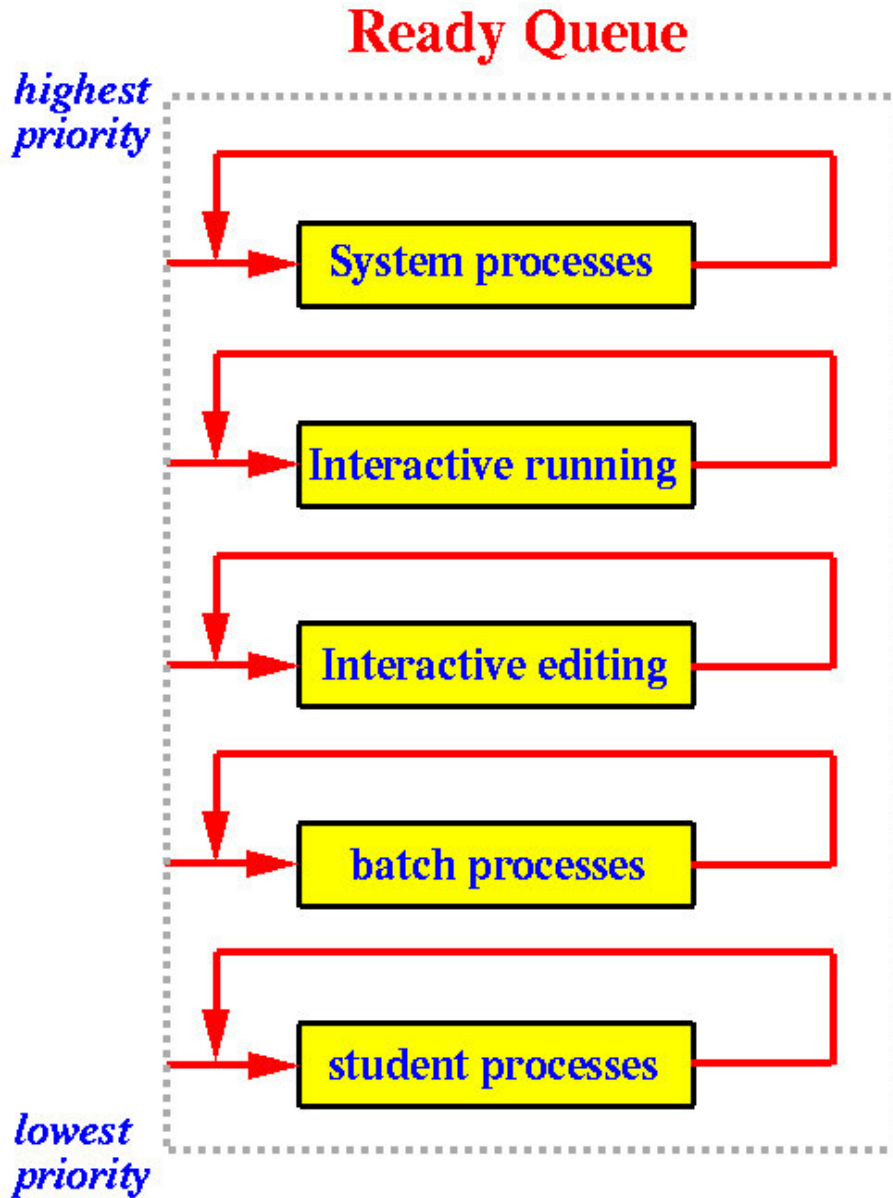 Ready Queue
highest
priority
System processes
Interactive running
Interactive editing
batch processes
student processes
lowest
priority